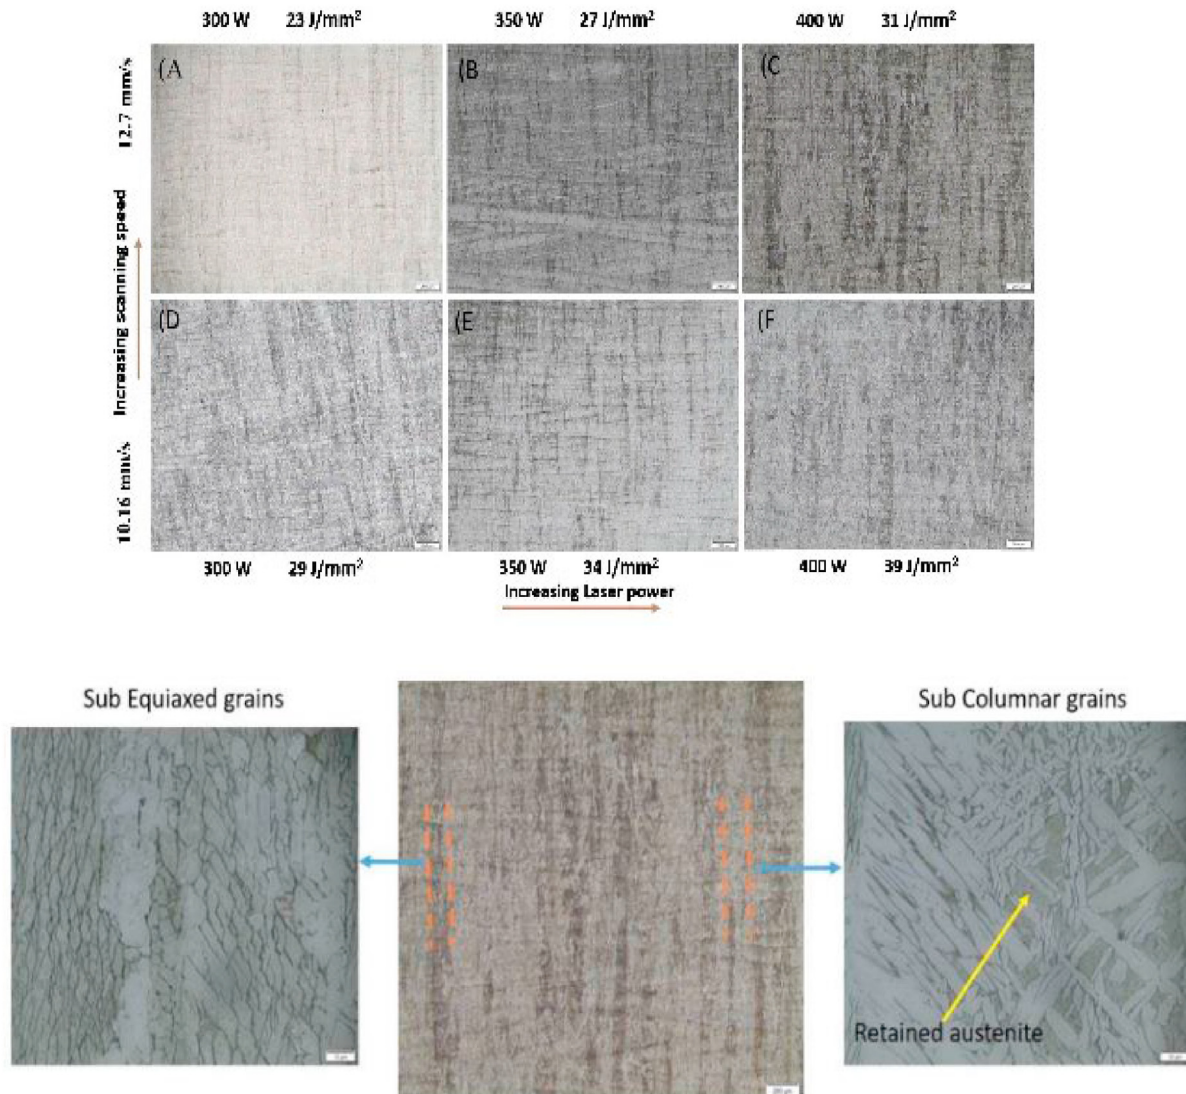 300 W 23 J/mm²
350 W 27 J/mm²
400 W 31 J/mm²
12.7 mm/s
Increasing scanning speed
10.16 mm/s
(A
(B
(C
(D
(E
(F
300 W 29 J/mm²
350 W 34 J/mm²
400 W 39 J/mm²
Increasing Laser power
Sub Equiaxed grains
Sub Columnar grains
Retained austenite